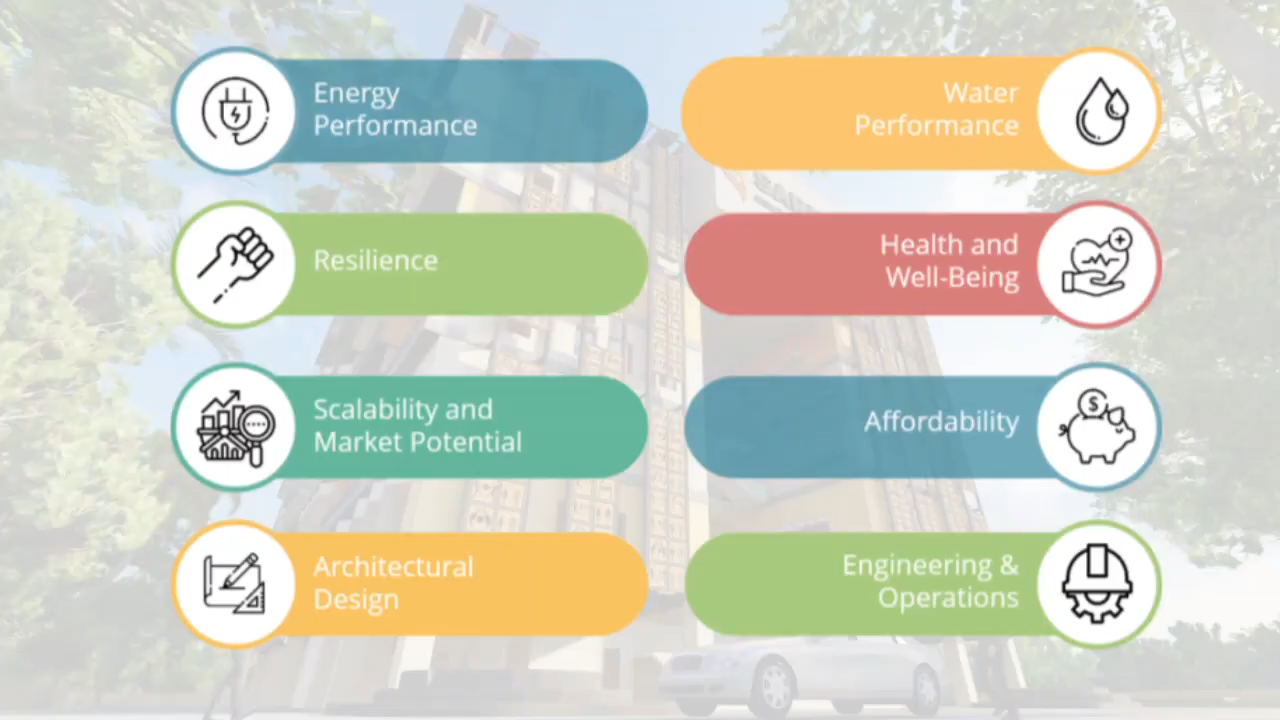 Energy
Performance
Water
Performance
Resilience
Health and
Well-Being
Scalability and
Market Potential
Affordability
$
Architectural
Design
Engineering &
Operations